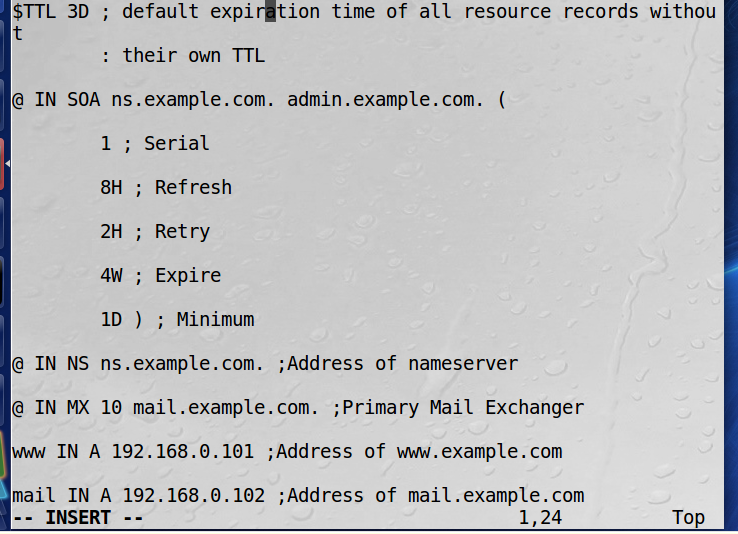 $TTL 3D ; default expiration time of all resource records withou
t
        : their own TTL
@ IN SOA ns.example.com. admin.example.com. (
        1 ; Serial
        8H ; Refresh
        2H ; Retry
        4W ; Expire
        1D ) ; Minimum
@ IN NS ns.example.com. ;Address of nameserver
@ IN MX 10 mail.example.com. ;Primary Mail Exchanger
www IN A 192.168.0.101 ;Address of www.example.com
mail IN A 192.168.0.102 ;Address of mail.example.com
-- INSERT -- 1,24 Top